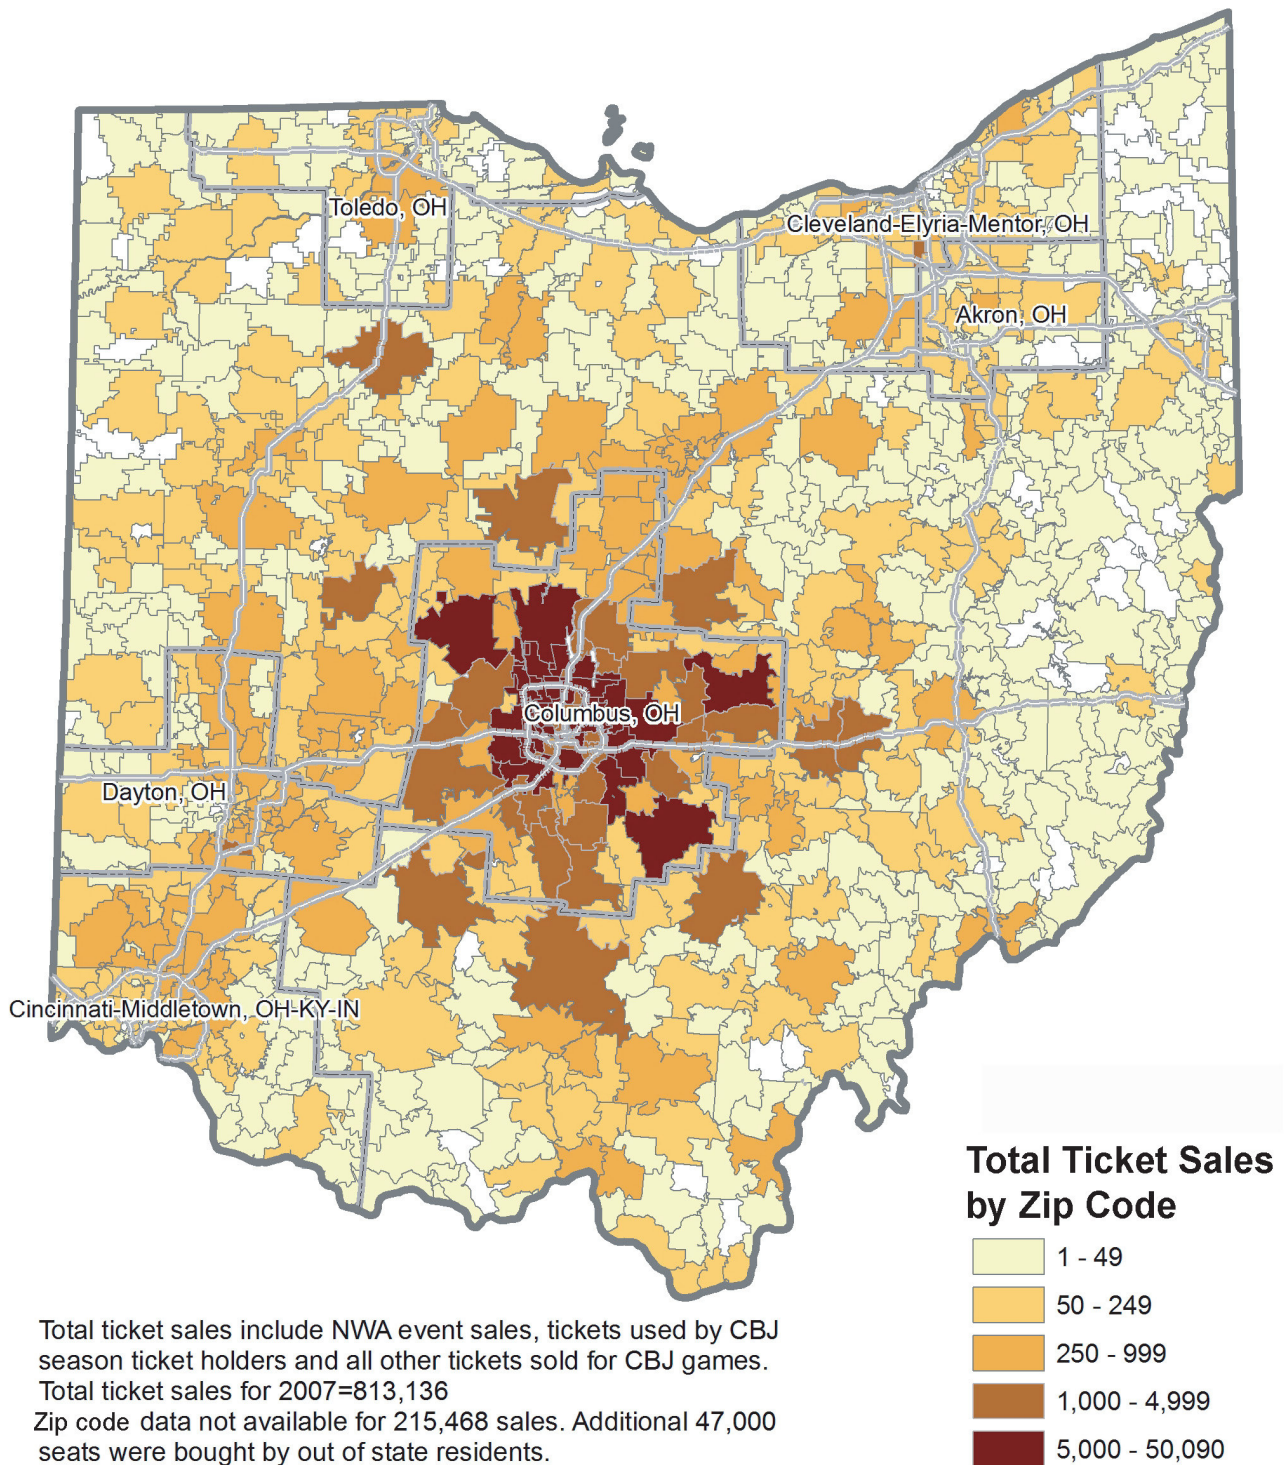 Toledo, OH
Cleveland-Elyria-Mentor, OH
Akron, OH
Columbus, OH
Dayton, OH
Cincinnati-Middletown, OH-KY-IN
Total Ticket Sales
by Zip Code
1 - 49
50 - 249
250 - 999
1,000 - 4,999
5,000 - 50,090
Total ticket sales include NWA event sales, tickets used by CBJ
season ticket holders and all other tickets sold for CBJ games.
Total ticket sales for 2007=813,136
Zip code data not available for 215,468 sales. Additional 47,000
seats were bought by out of state residents.